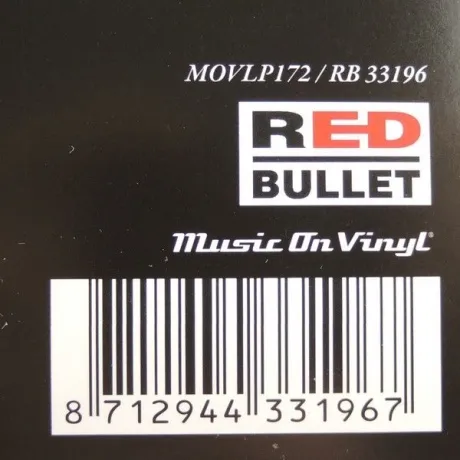 MOVLP172 / RB 33196
RED
BULLET
Music On Vinyl®
8 712944 331967